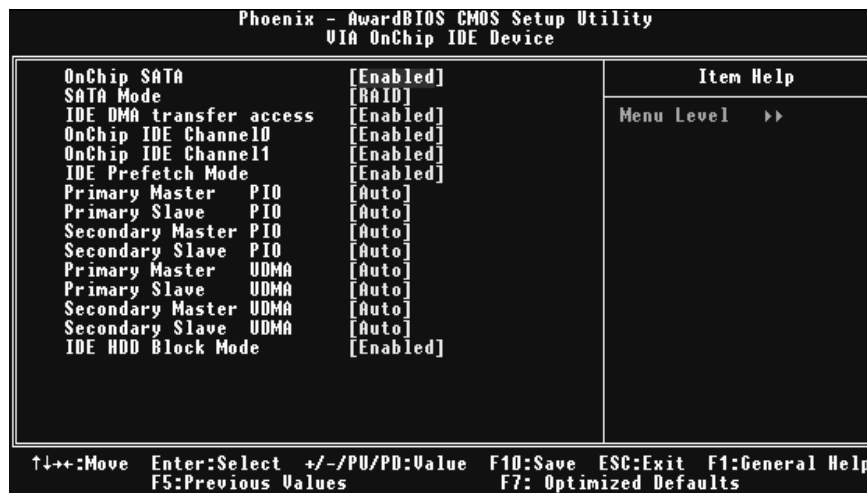 Phoenix - AwardBIOS CMOS Setup Utility
VIA OnChip IDE Device
OnChip SATA [Enabled]
SATA Mode [RAID]
IDE DMA transfer access [Enabled]
OnChip IDE Channel0 [Enabled]
OnChip IDE Channel1 [Enabled]
IDE Prefetch Mode [Enabled]
Primary Master PIO [Auto]
Primary Slave PIO [Auto]
Secondary Master PIO [Auto]
Secondary Slave PIO [Auto]
Primary Master UDMA [Auto]
Primary Slave UDMA [Auto]
Secondary Master UDMA [Auto]
Secondary Slave UDMA [Auto]
IDE HDD Block Mode [Enabled]
Item Help
Menu Level ▸▸
↑↓→←:Move Enter:Select +/-/PU/PD:Value F10:Save ESC:Exit F1:General Help
F5:Previous Values F7: Optimized Defaults